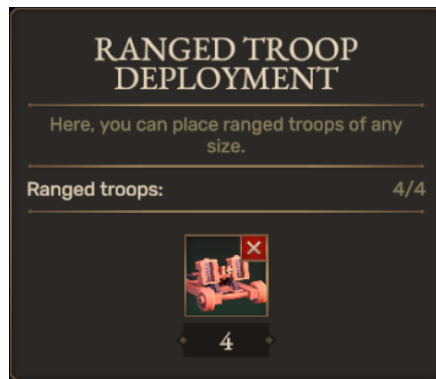 RANGED TROOP
DEPLOYMENT
Here, you can place ranged troops of any
size.
Ranged troops: 4/4
4